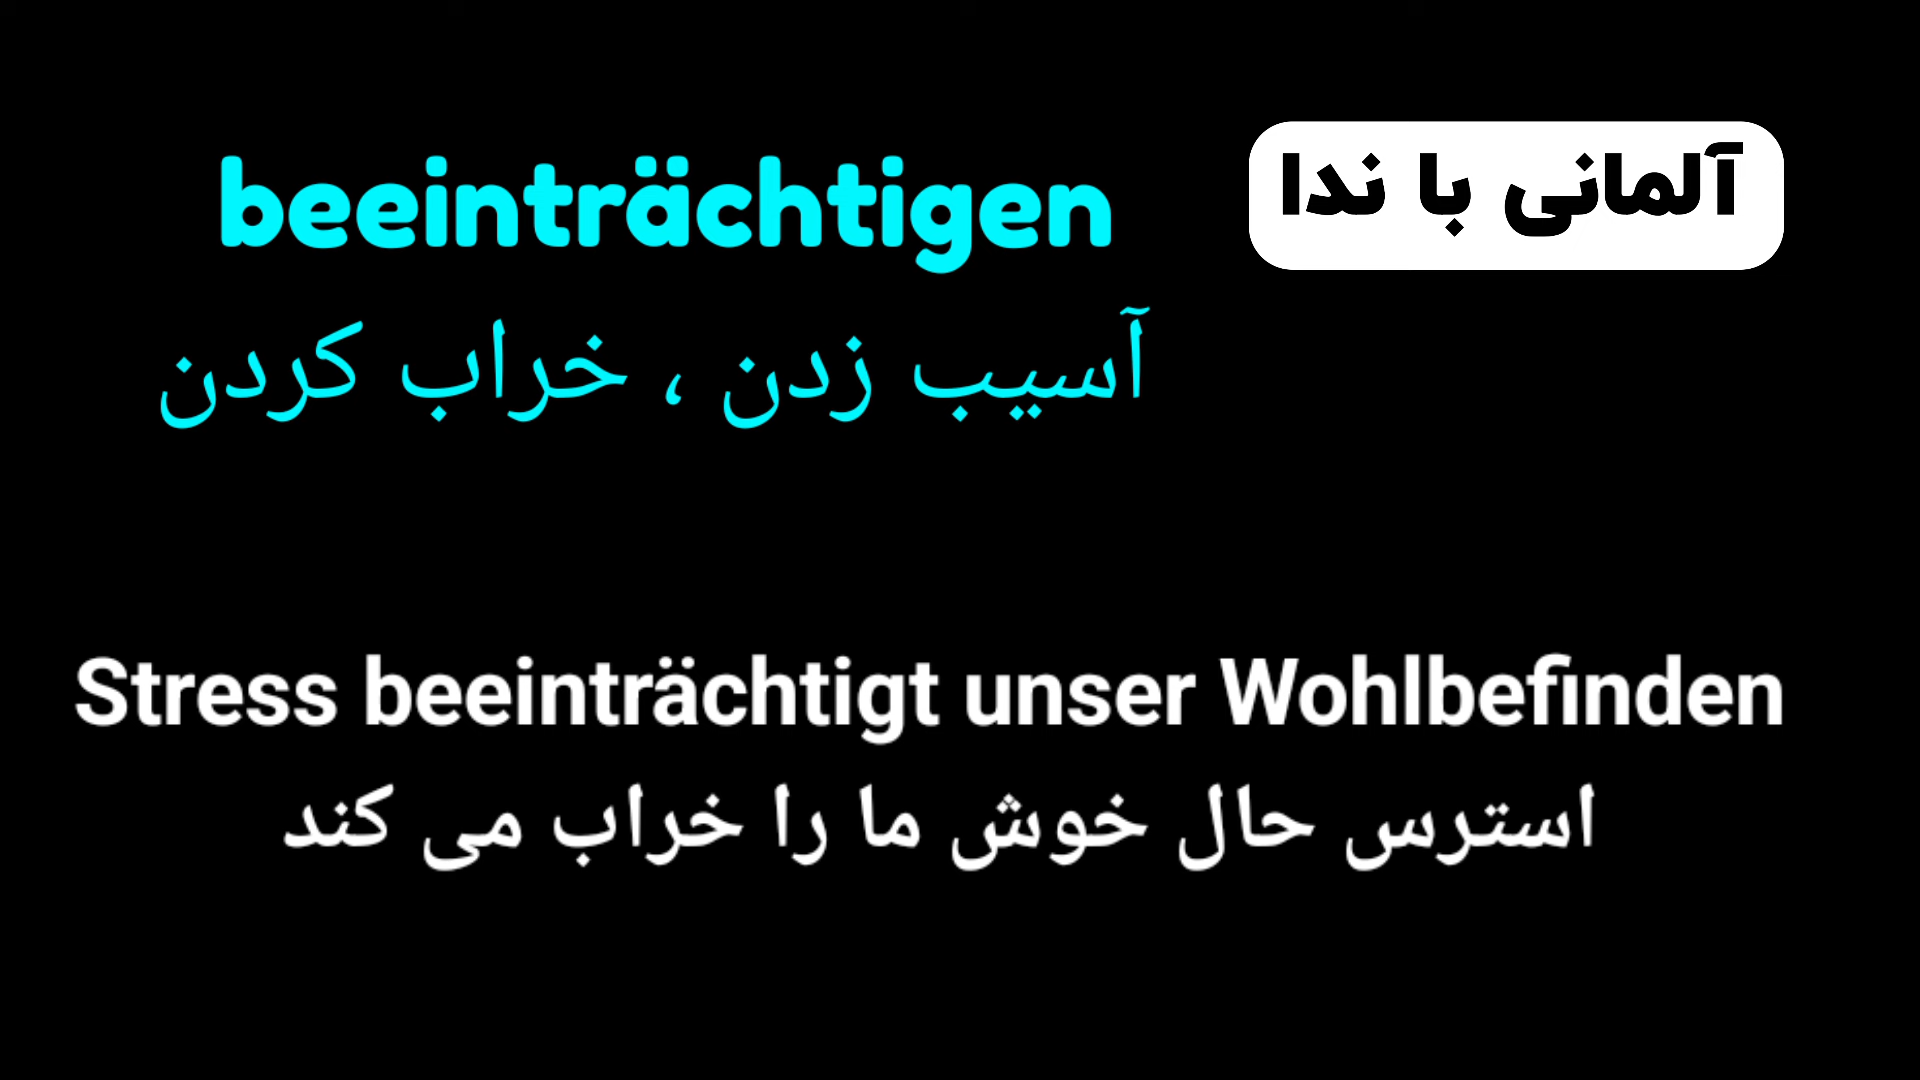 beeinträchtigen
آلمانی با ندا
آسیب زدن ، خراب کردن
Stress beeinträchtigt unser Wohlbefinden
استرس حال خوش ما را خراب می کند